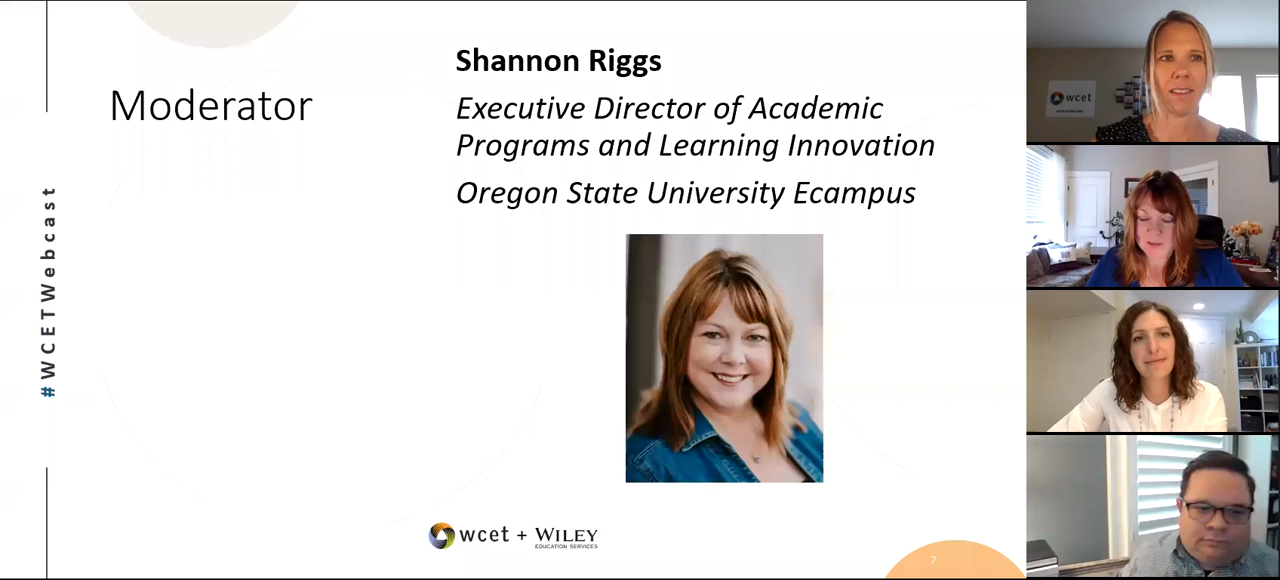 Moderator
Shannon Riggs
Executive Director of Academic
Programs and Learning Innovation
Oregon State University Ecampus
#WCETWebcast
wcet + WILEY
EDUCATION SERVICES
7
wcet